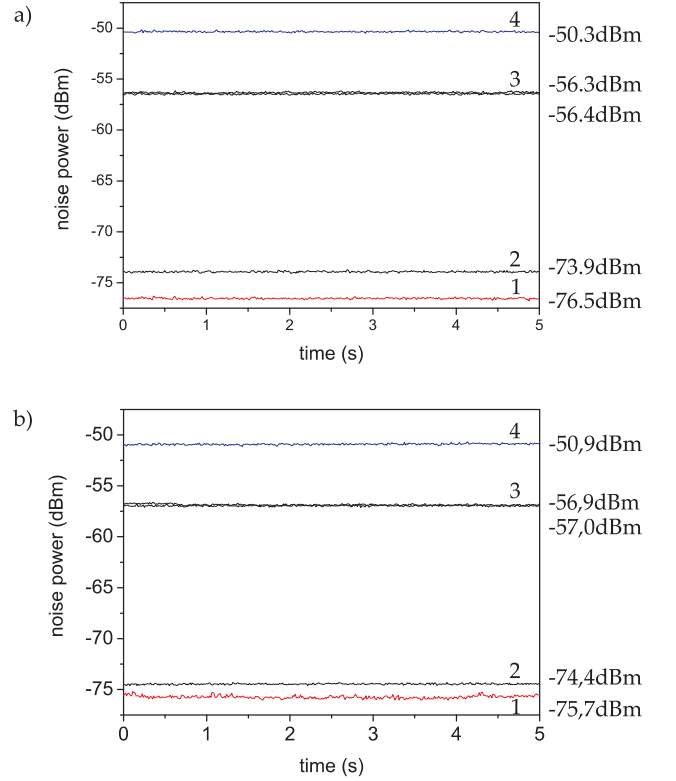 a)
-50
-55
-60
-65
-70
-75
noise power (dBm)
4
3
2
1
-50.3dBm
-56.3dBm
-56.4dBm
-73.9dBm
-76.5dBm
0 1 2 3 4 5
time (s)
b)
-50
-55
-60
-65
-70
-75
noise power (dBm)
4
3
2
1
-50,9dBm
-56,9dBm
-57,0dBm
-74,4dBm
-75,7dBm
0 1 2 3 4 5
time (s)